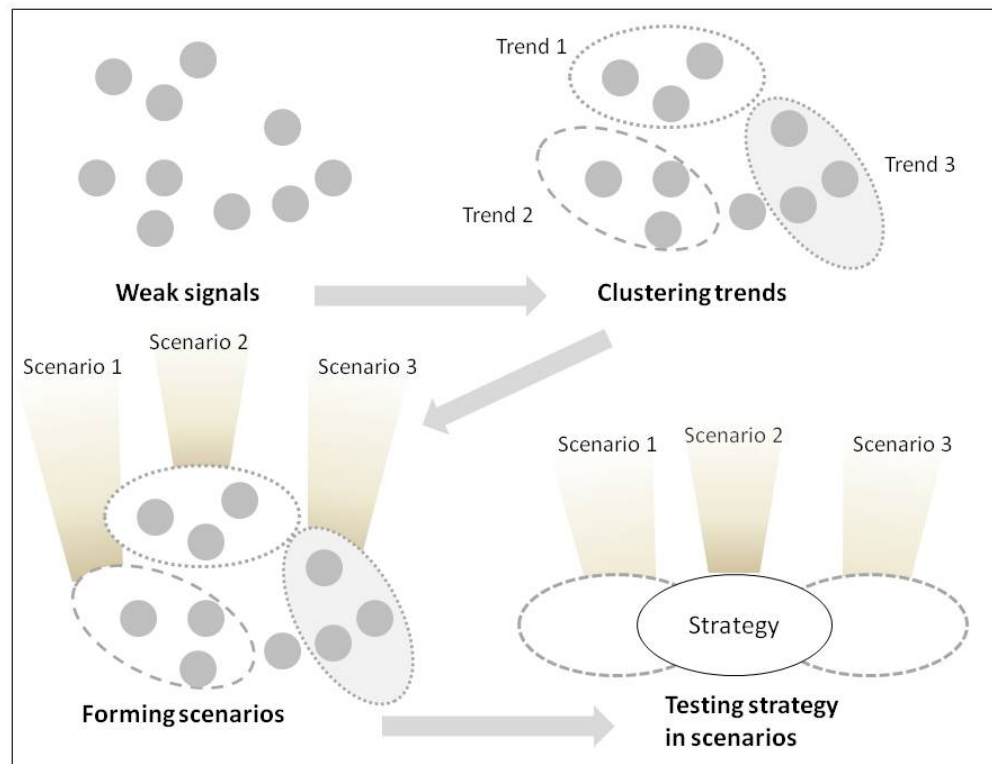 Trend 1
Trend 3
Trend 2
Weak signals
Clustering trends
Scenario 1
Scenario 2
Scenario 3
Scenario 1
Scenario 2
Scenario 3
Strategy
Forming scenarios
Testing strategy
in scenarios